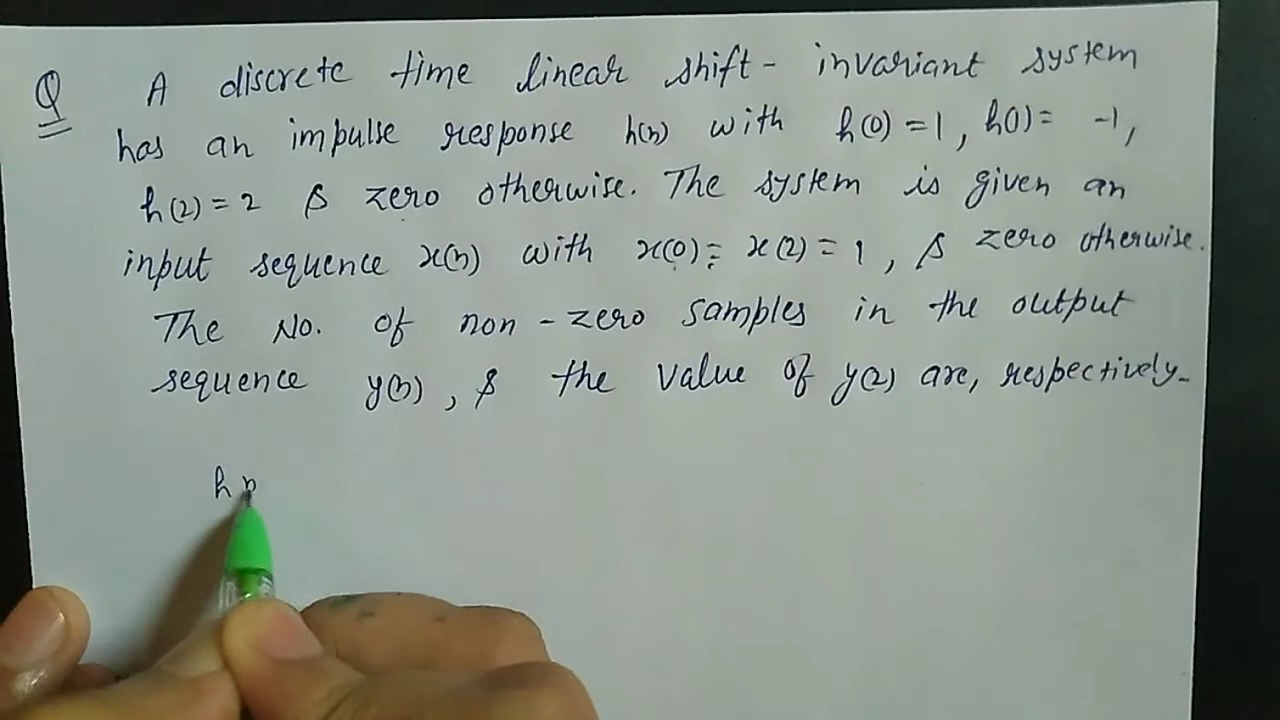 Q A discrete time linear shift - invariant system
has an impulse response h(n) with h(0) = 1, h(1) = -1,
h(2) = 2 & zero otherwise. The system is given an
input sequence x(n) with x(0) = x(2) = 1, & zero otherwise.
The No. of non - zero samples in the output
sequence y(n), & the value of y(2) are, respectively -
h n